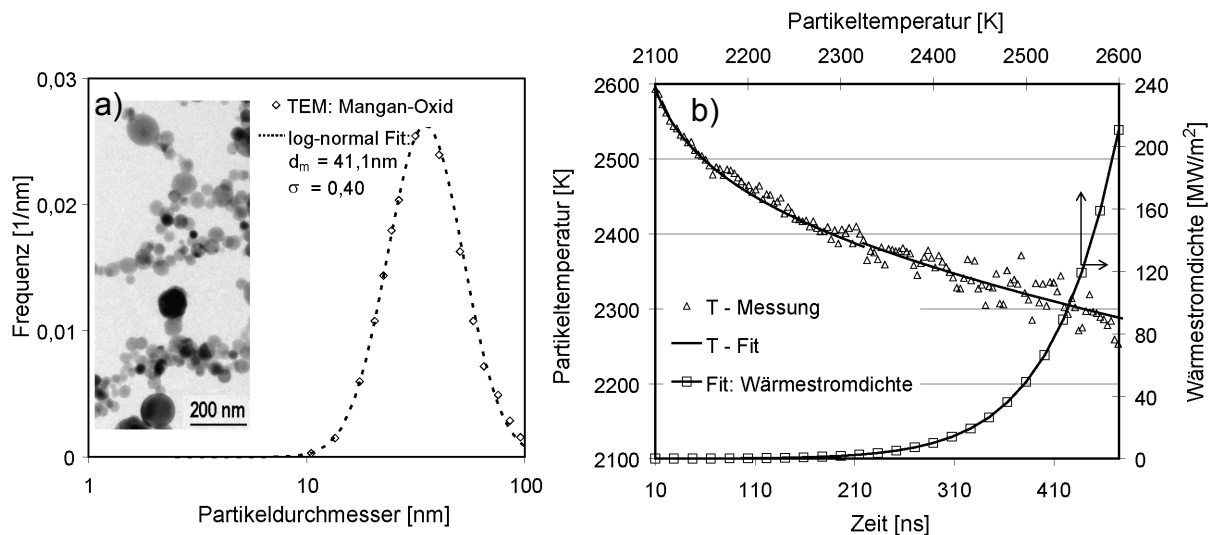 a)
Frequenz [1/nm]
0,03
0,02
0,01
0
1
10
100
Partikeldurchmesser [nm]
TEM: Mangan-Oxid
log-normal Fit:
dm = 41,1nm
σ = 0,40
200 nm
b)
Partikeltemperatur [K]
2100
2200
2300
2400
2500
2600
Partikeltemperatur [K]
2600
2500
2400
2300
2200
2100
T - Messung
T - Fit
Fit: Wärmestromdichte
Wärmestromdichte [MW/m²]
240
200
160
120
80
40
0
10
110
210
310
410
Zeit [ns]